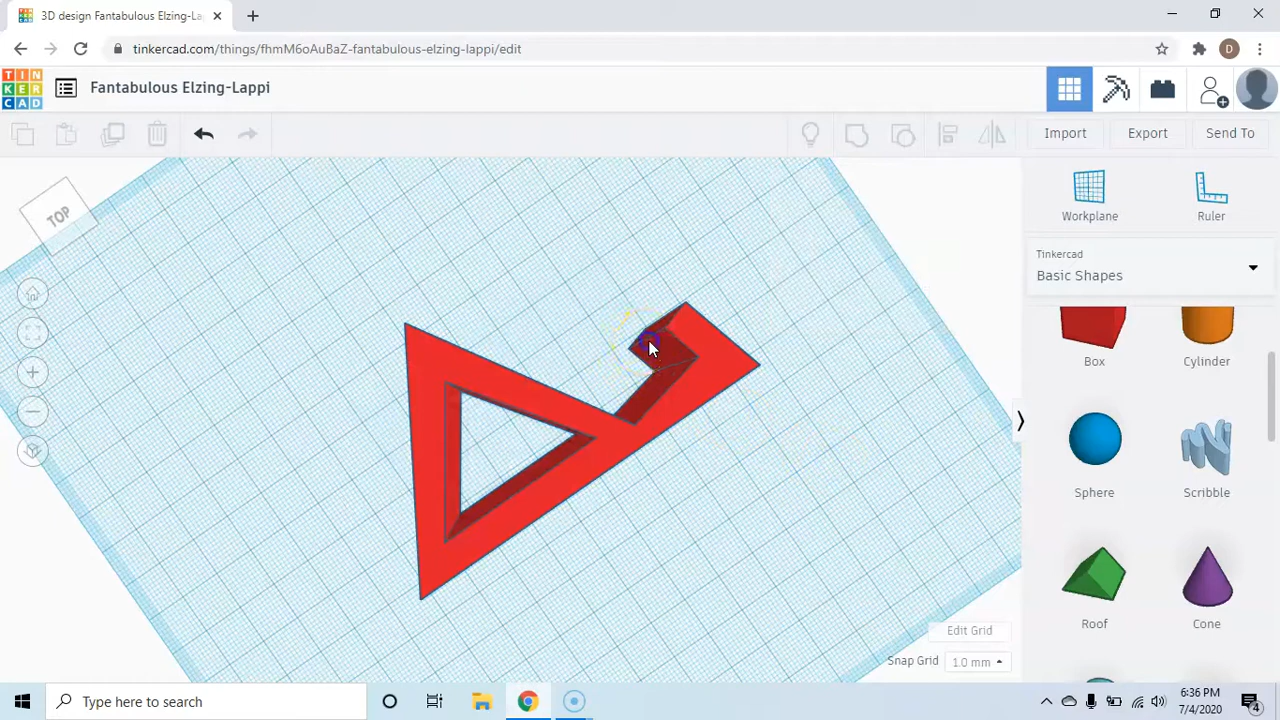 3D design Fantabulous Elzing-La
tinkercad.com/things/fhmM6oAuBaZ-fantabulous-elzing-lappi/edit
D
TIN
KER
CAD
Fantabulous Elzing-Lappi
Import
Export
Send To
TOP
Workplane
Ruler
Tinkercad
Basic Shapes
Box
Cylinder
Sphere
Scribble
Roof
Cone
Edit Grid
Snap Grid
1.0 mm
Type here to search
6:36 PM
7/4/2020
4